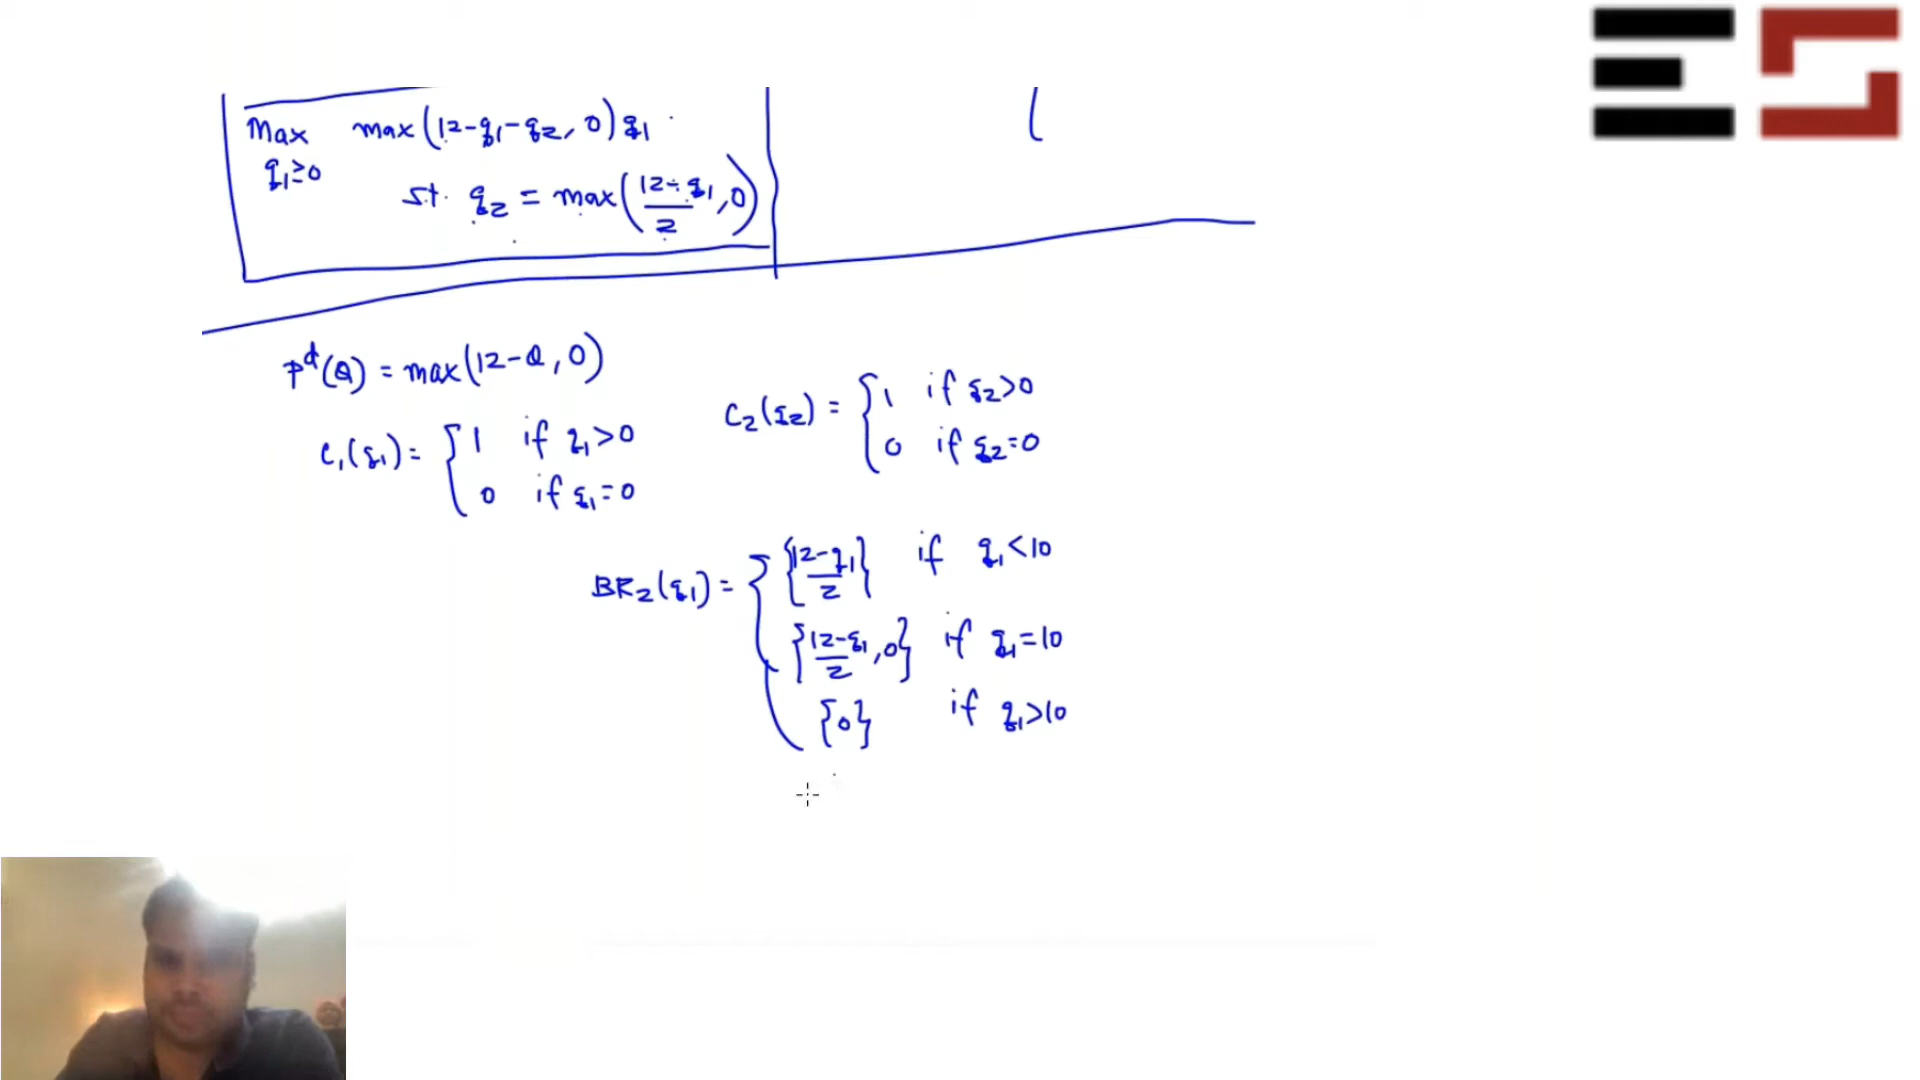 Max max(12-q1-q2, 0) q1
q1≥0
s.t. q2 = max(12-q1/2, 0)
P^d(Q) = max(12-Q, 0)
C1(q1) = { 1 if q1>0
0 if q1=0
C2(q2) = { 1 if q2>0
0 if q2=0
BR2(q1) = { {12-q1/2} if q1<10
{12-q1/2, 0} if q1=10
{0} if q1>10
ES